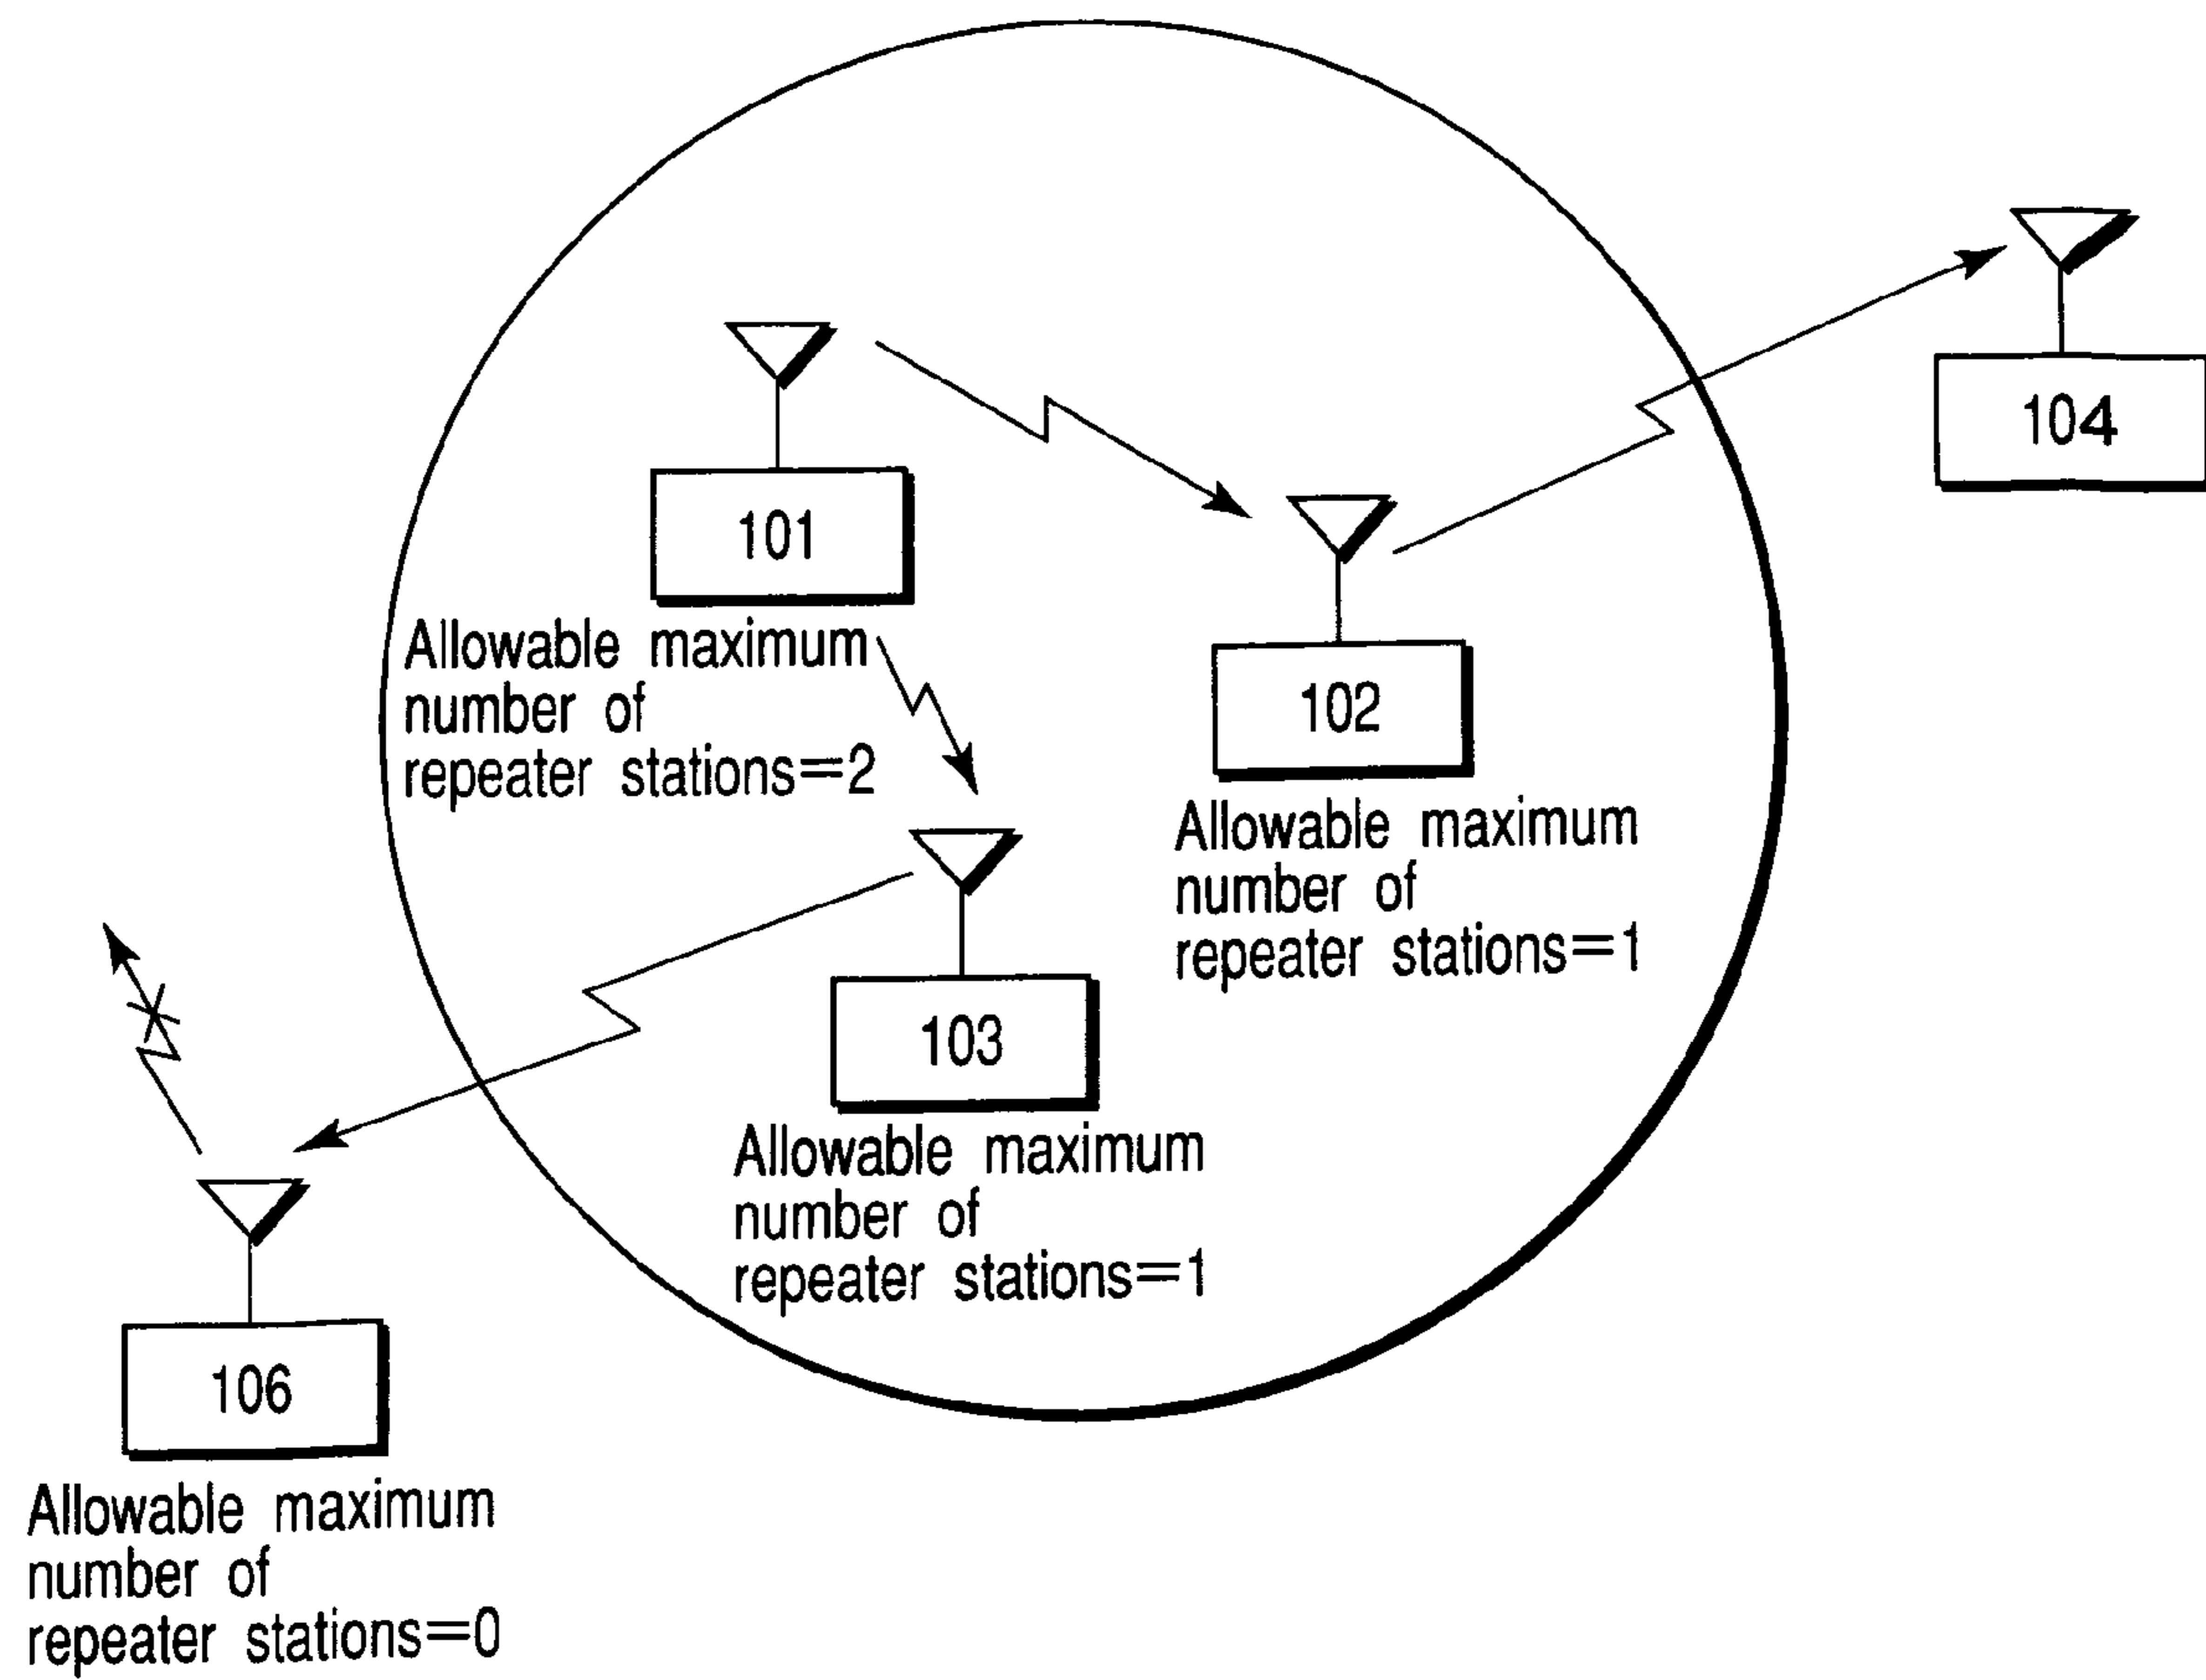 104
101
Allowable maximum
number of
repeater stations=2
102
Allowable maximum
number of
repeater stations=1
103
Allowable maximum
number of
repeater stations=1
106
Allowable maximum
number of
repeater stations=0